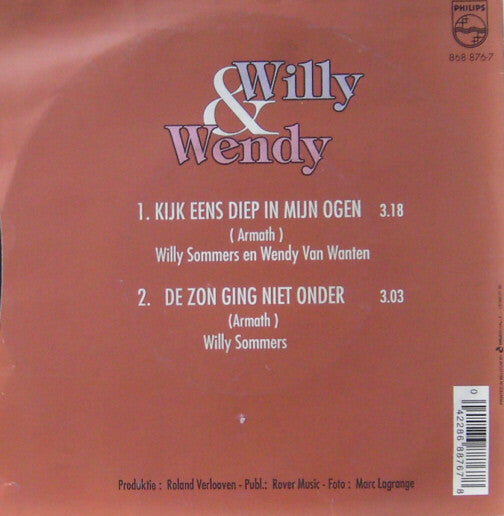 PHILIPS
868 876-7
Willy
&
Wendy
1. KIJK EENS DIEP IN MIJN OGEN 3.18
( Armath )
Willy Sommers en Wendy Van Wanten
2. DE ZON GING NIET ONDER 3.03
(Armath )
Willy Sommers
0 42286 88767 8
Produktie : Roland Verlooven - Publ.: Rover Music - Foto : Marc Lagrange